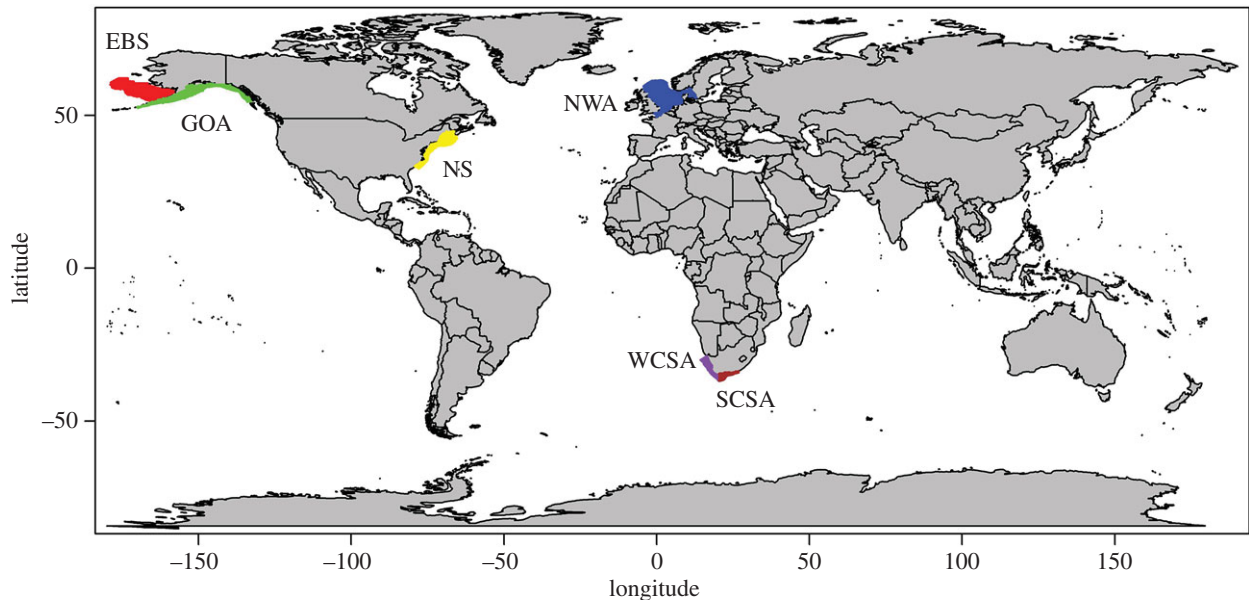 EBS
GOA
NS
NWA
WCSA
SCSA
50
0
–50
latitude
–150
–100
–50
0
50
100
150
longitude